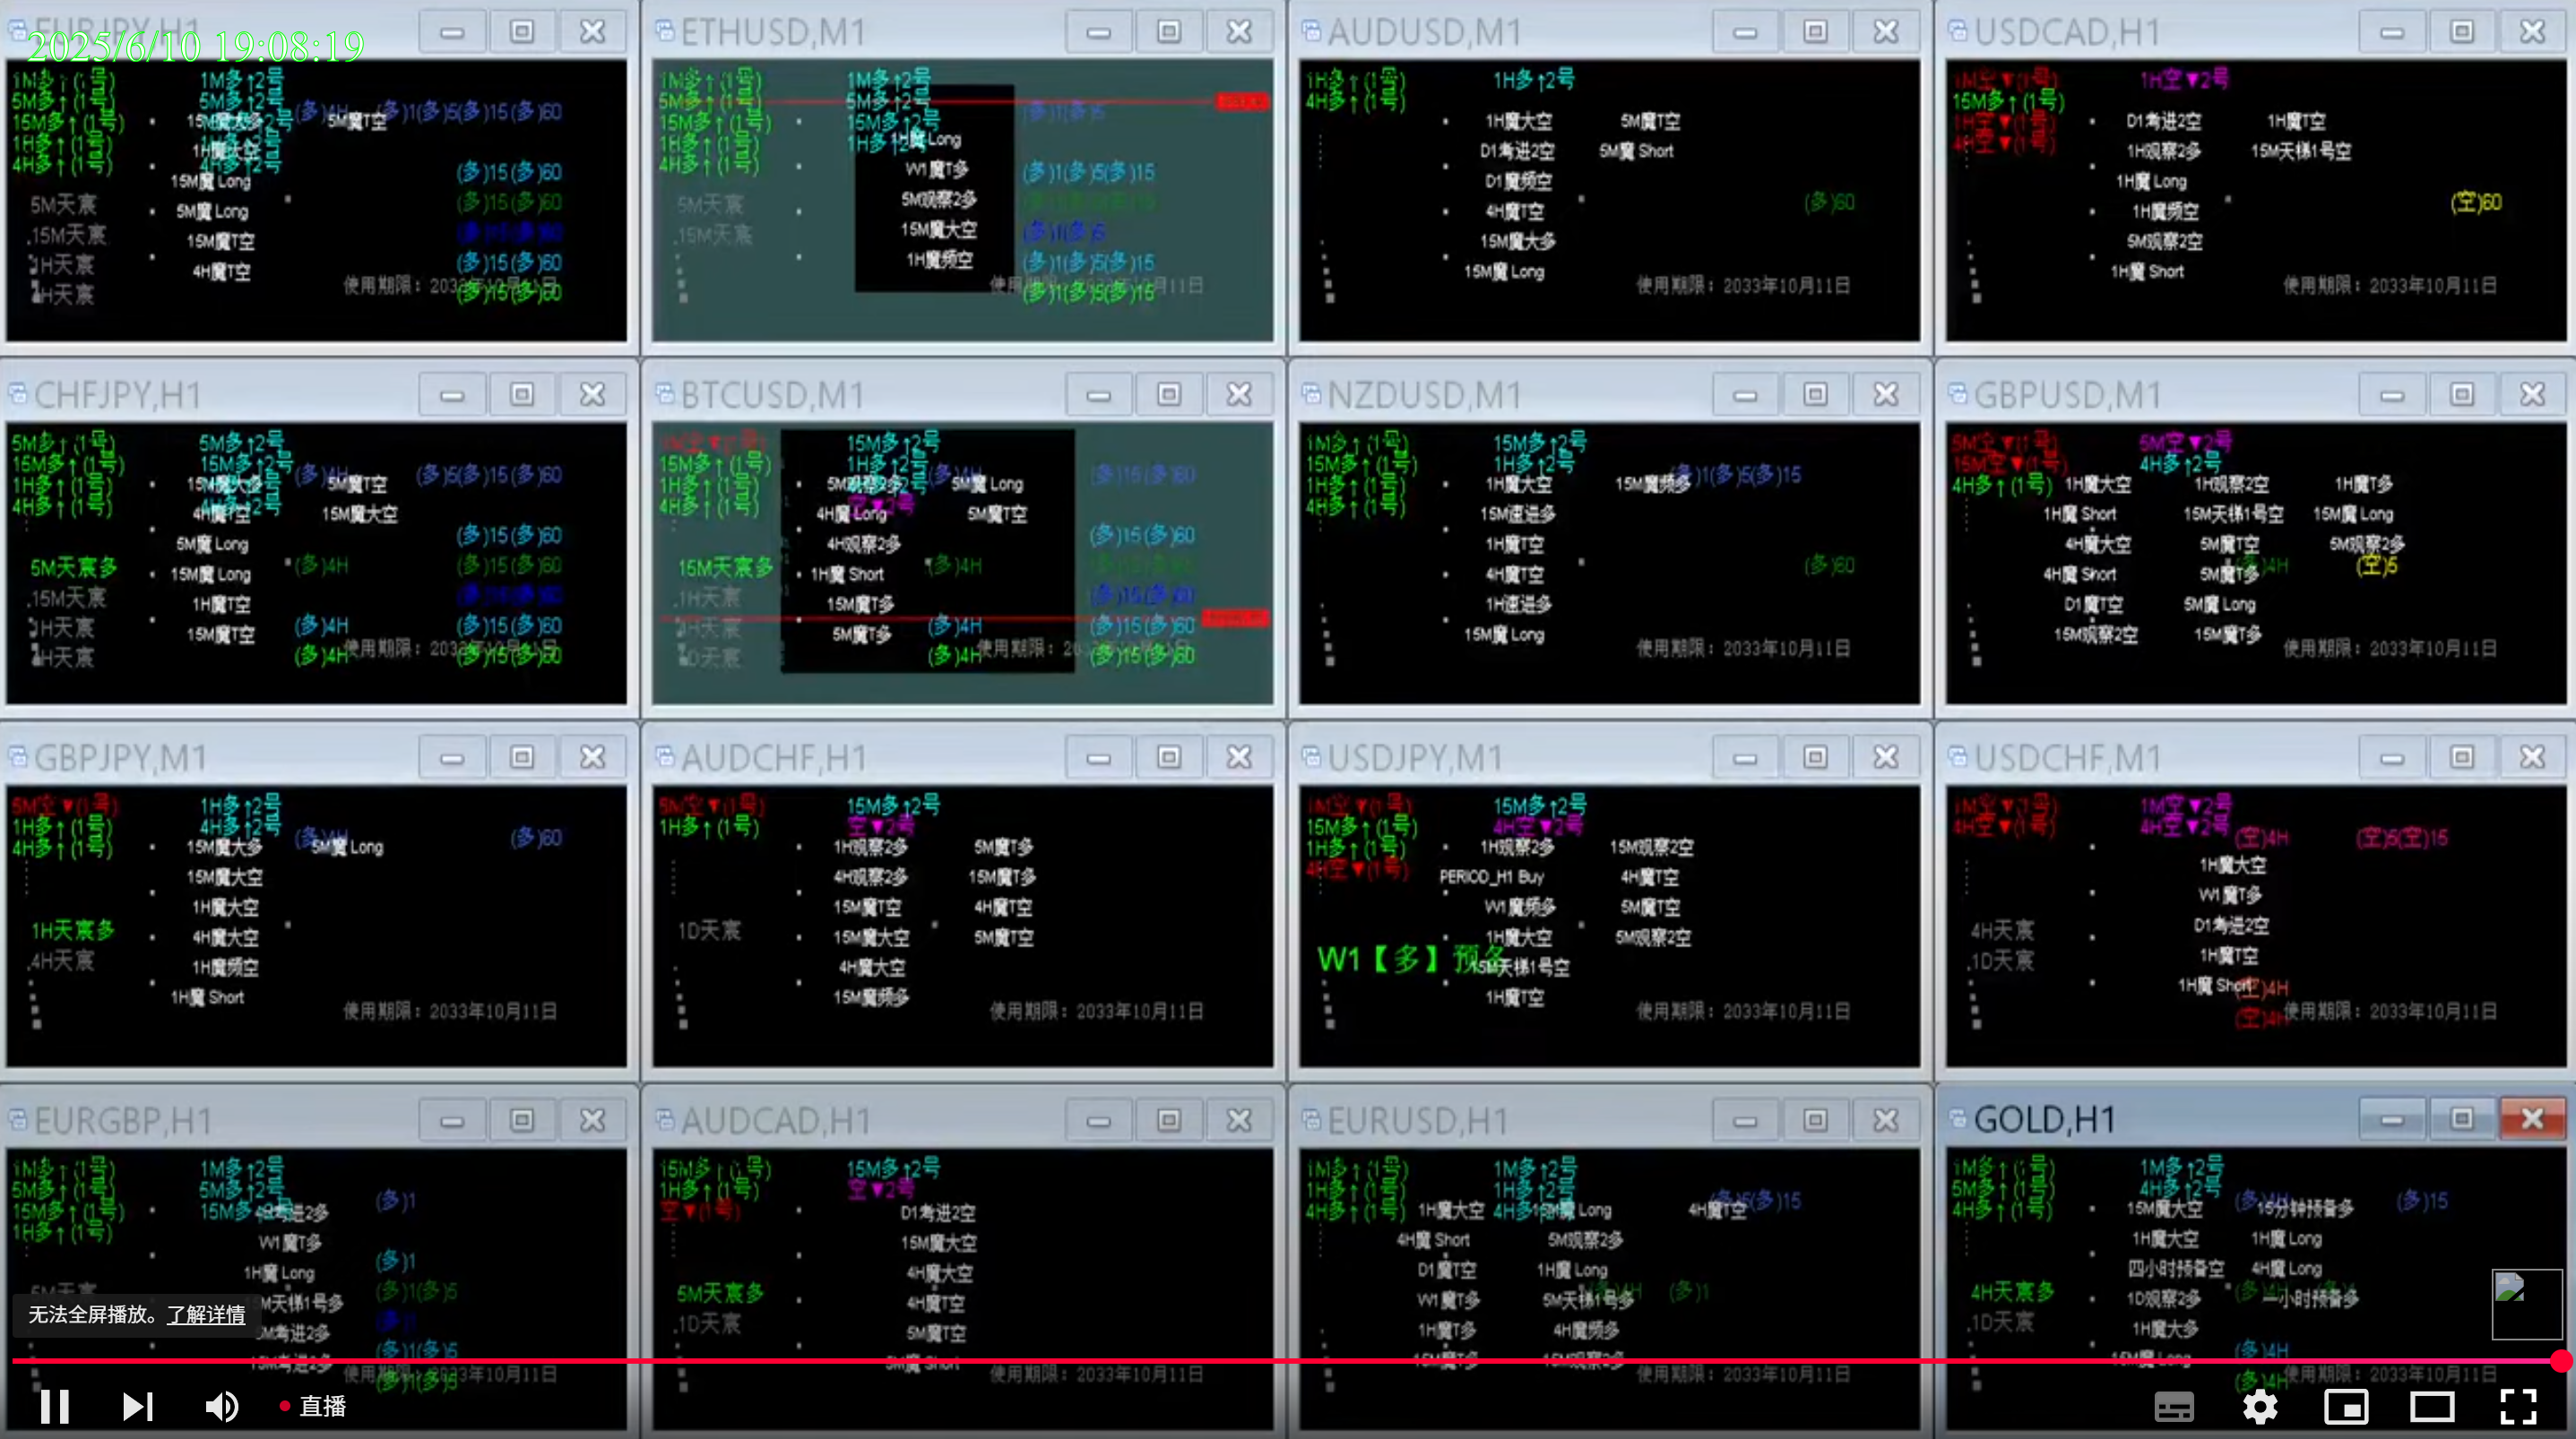 2025/6/10 19:08:19
EURJPY,H1
1M多↑(1号) 1M多↑2号
5M多↑(1号) 5M多↑2号
(多)4H (多)1(多)5(多)15(多)60
15M多↑(1号) 15M魔大多 5M魔T空
1H多↑(1号) 1H魔大空
4H多↑(1号)
(多)15(多)60
15M魔 Long
5M天宸 5M魔 Long (多)15(多)60
.15M天宸 15M魔T空 (多)15(多)60
1H天宸 4H魔T空 (多)15(多)60
4H天宸 使用期限：2033年10月11日 (多)15(多)60
ETHUSD,M1
1M多↑(1号) 1M多↑2号
5M多↑(1号) 5M多↑2号 (多)1(多)5
15M多↑(1号) 15M多↑2号
1H多↑(1号) 1H多↑2号 1H魔 Long
4H多↑(1号) W1魔T多 (多)1(多)5(多)15
5M天宸 5M观察2多
.15M天宸 15M魔大空 (多)1(多)5
1H魔频空 (多)1(多)5(多)15
使用期限：2033年10月11日 (多)1(多)5(多)15
AUDUSD,M1
1H多↑(1号) 1H多↑2号
4H多↑(1号)
1H魔大空 5M魔T空
D1考进2空 5M魔 Short
D1魔频空
4H魔T空 (多)60
15M魔大多
15M魔 Long
使用期限：2033年10月11日
USDCAD,H1
1M空▼(1号) 1H空▼2号
15M多↑(1号)
1H空▼(1号) D1考进2空 1H魔T空
4H空▼(1号) 1H观察2多 15M天梯1号空
1H魔 Long
1H魔频空 (空)60
5M观察2空
1H魔 Short
使用期限：2033年10月11日
CHFJPY,H1
5M多↑(1号) 5M多↑2号
15M多↑(1号) 15M多↑2号 (多)4H (多)5(多)15(多)60
1H多↑(1号) 15M魔大多 5M魔T空
4H多↑(1号) 4H魔T空 15M魔大空
5M魔 Long (多)15(多)60
5M天宸多 15M魔 Long (多)4H (多)15(多)60
.15M天宸 1H魔T空 (多)15(多)60
1H天宸 15M魔T空 (多)4H (多)15(多)60
4H天宸 (多)4H 使用期限：2033年10月11日 (多)15(多)60
BTCUSD,M1
15M多↑2号
15M多↑(1号) 1H多↑2号 (多)4H (多)15(多)60
1H多↑(1号) 5M观察2多 5M魔 Long
4H多↑(1号) 空▼2号 4H魔 Long 5M魔T空
4H观察2多 (多)15(多)60
15M天宸多 1H魔 Short (多)4H
.1H天宸 15M魔T多 (多)15(多)60
4H天宸 5M魔T多 (多)4H (多)15(多)60
1D天宸 (多)4H 使用期限： (多)15(多)60
NZDUSD,M1
1M多↑(1号) 15M多↑2号
15M多↑(1号) 1H多↑2号 (多)1(多)5(多)15
1H多↑(1号) 1H魔大空 15M魔频多
4H多↑(1号) 15M速进多
1H魔T空
4H魔T空 (多)60
1H速进多
15M魔 Long
使用期限：2033年10月11日
GBPUSD,M1
5M空▼(1号) 5M空▼2号
15M空▼(1号) 4H多↑2号
4H多↑(1号) 1H魔大空 1H观察2空 1H魔T多
1H魔 Short 15M天梯1号空 15M魔 Long
4H魔大空 5M魔T空 5M观察2多
4H魔 Short 5M魔T多 (多)4H (空)5
D1魔T空 5M魔 Long
15M观察2空 15M魔T多
使用期限：2033年10月11日
GBPJPY,M1
5M空▼(1号) 1H多↑2号
1H多↑(1号) 4H多↑2号 (多)4H (多)60
4H多↑(1号) 15M魔大多 5M魔 Long
15M魔大空
1H魔大空
1H天宸多 4H魔大空
.4H天宸 1H魔频空
1H魔 Short
使用期限：2033年10月11日
AUDCHF,H1
5M空▼(1号) 15M多↑2号
1H多↑(1号) 空▼2号
1H观察2多 5M魔T多
4H观察2多 15M魔T多
15M魔T空 4H魔T空
1D天宸 15M魔大空 5M魔T空
4H魔大空
15M魔频多
使用期限：2033年10月11日
USDJPY,M1
1M空▼(1号) 15M多↑2号
15M多↑(1号) 4H空▼2号
1H多↑(1号) 1H观察2多 15M观察2空
4H空▼(1号) PERIOD_H1 Buy 4H魔T空
W1魔频多 5M魔T空
1H魔大空 5M观察2空
W1【多】预备 15M天梯1号空
1H魔T空
使用期限：2033年10月11日
USDCHF,M1
1M空▼(1号) 1M空▼2号
4H空▼(1号) 4H空▼2号 (空)4H (空)5(空)15
1H魔大空
W1魔T多
4H天宸 D1考进2空
.1D天宸 1H魔T空
1H魔 Short (空)4H
(空)4H 使用期限：2033年10月11日
EURGBP,H1
1M多↑(1号) 1M多↑2号
5M多↑(1号) 5M多↑2号 (多)1
15M多↑(1号) 15M多↑2号 4H考进2多
1H多↑(1号) W1魔T多
1H魔 Long (多)1
5M天宸 (多)1(多)5
M天梯1号多
M考进2多
15M考进2多 (多)1(多)5
使用期限：2033年10月11日 (多)1(多)5
AUDCAD,H1
15M多↑(1号) 15M多↑2号
1H多↑(1号) 空▼2号
空▼(1号) D1考进2空
15M魔大空
4H魔大空
5M天宸多 4H魔T空
.1D天宸 5M魔T空
5M魔 Short
使用期限：2033年10月11日
EURUSD,H1
1M多↑(1号) 1M多↑2号
1H多↑(1号) 1H多↑2号 (多)5(多)15
4H多↑(1号) 4H多↑2号 1H魔大空 15M魔 Long 4H魔T空
4H魔 Short 5M观察2多
D1魔T空 1H魔 Long
W1魔T多 5M天梯1号多 (多)4H (多)1
1H魔T多 4H魔频多
15M魔T多 15M观察2多
使用期限：2033年10月11日
GOLD,H1
1M多↑(1号) 1M多↑2号
5M多↑(1号) 4H多↑2号 (多)4H (多)15
4H多↑(1号) 15M魔大空 15分钟预备多
1H魔大空 1H魔 Long
四小时预备空 4H魔 Long
4H天宸多 1D观察2多 (多)4H 一小时预备多
.1D天宸 1H魔大多
15M魔 Long (多)4H
(多)4H 使用期限：2033年10月11日
无法全屏播放。了解详情
直播